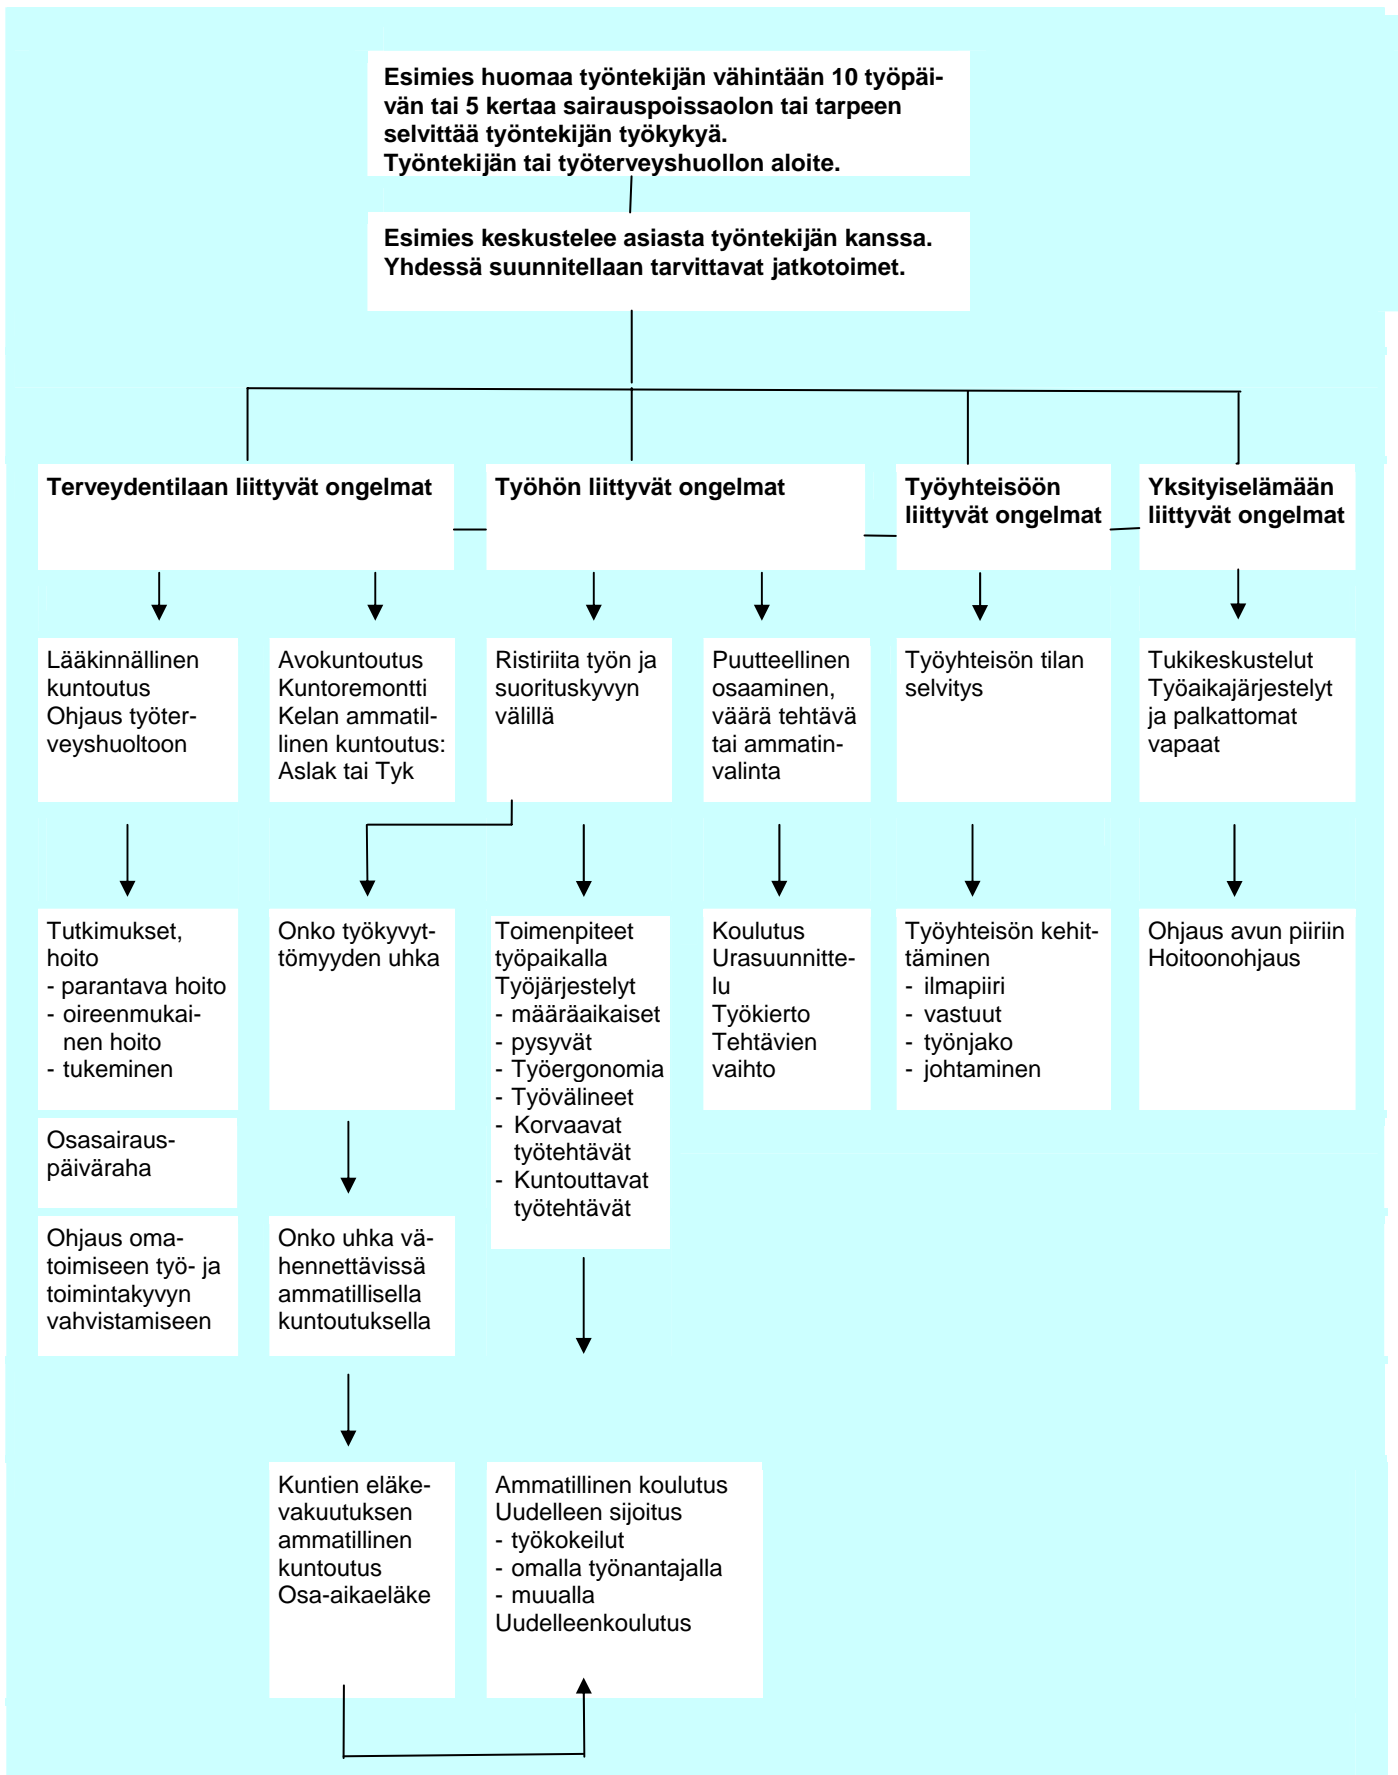 Esimies huomaa työntekijän vähintään 10 työpäi-
vän tai 5 kertaa sairauspoissaolon tai tarpeen
selvittää työntekijän työkykyä.
Työntekijän tai työterveyshuollon aloite.
Esimies keskustelee asiasta työntekijän kanssa.
Yhdessä suunnitellaan tarvittavat jatkotoimet.
Terveydentilaan liittyvät ongelmat
Työhön liittyvät ongelmat
Työyhteisöön
liittyvät ongelmat
Yksityiselämään
liittyvät ongelmat
Lääkinnällinen
kuntoutus
Ohjaus työter-
veyshuoltoon
Avokuntoutus
Kuntoremontti
Kelan ammatil-
linen kuntoutus:
Aslak tai Tyk
Ristiriita työn ja
suorituskyvyn
välillä
Puutteellinen
osaaminen,
väärä tehtävä
tai ammatin-
valinta
Työyhteisön tilan
selvitys
Tukikeskustelut
Työaikajärjestelyt
ja palkattomat
vapaat
Tutkimukset,
hoito
- parantava hoito
- oireenmukai-
nen hoito
- tukeminen
Onko työkyvyt-
tömyyden uhka
Toimenpiteet
työpaikalla
Työjärjestelyt
- määräaikaiset
- pysyvät
- Työergonomia
- Työvälineet
- Korvaavat
työtehtävät
- Kuntouttavat
työtehtävät
Koulutus
Urasuunnitte-
lu
Työkierto
Tehtävien
vaihto
Työyhteisön kehit-
täminen
- ilmapiiri
- vastuut
- työnjako
- johtaminen
Ohjaus avun piiriin
Hoitoonohjaus
Osasairaus-
päiväraha
Ohjaus oma-
toimiseen työ- ja
toimintakyvyn
vahvistamiseen
Onko uhka vä-
hennettävissä
ammatillisella
kuntoutuksella
Kuntien eläke-
vakuutuksen
ammatillinen
kuntoutus
Osa-aikaeläke
Ammatillinen koulutus
Uudelleen sijoitus
- työkokeilut
- omalla työnantajalla
- muualla
Uudelleenkoulutus